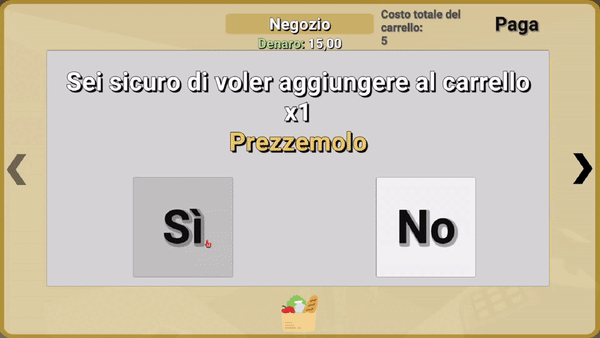 Negozio
Denaro: 15,00
Costo totale del
carrello:
5
Paga
Sei sicuro di voler aggiungere al carrello
x1
Prezzemolo
Sì
No